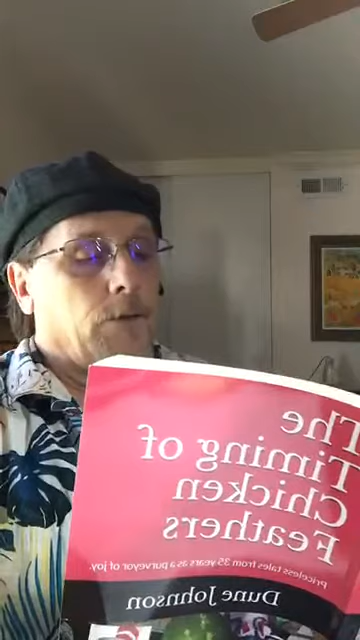 The
Timing of
Chicken
Feathers
priceless tales from 35 years as a purveyor of joy.
Dune Johnson